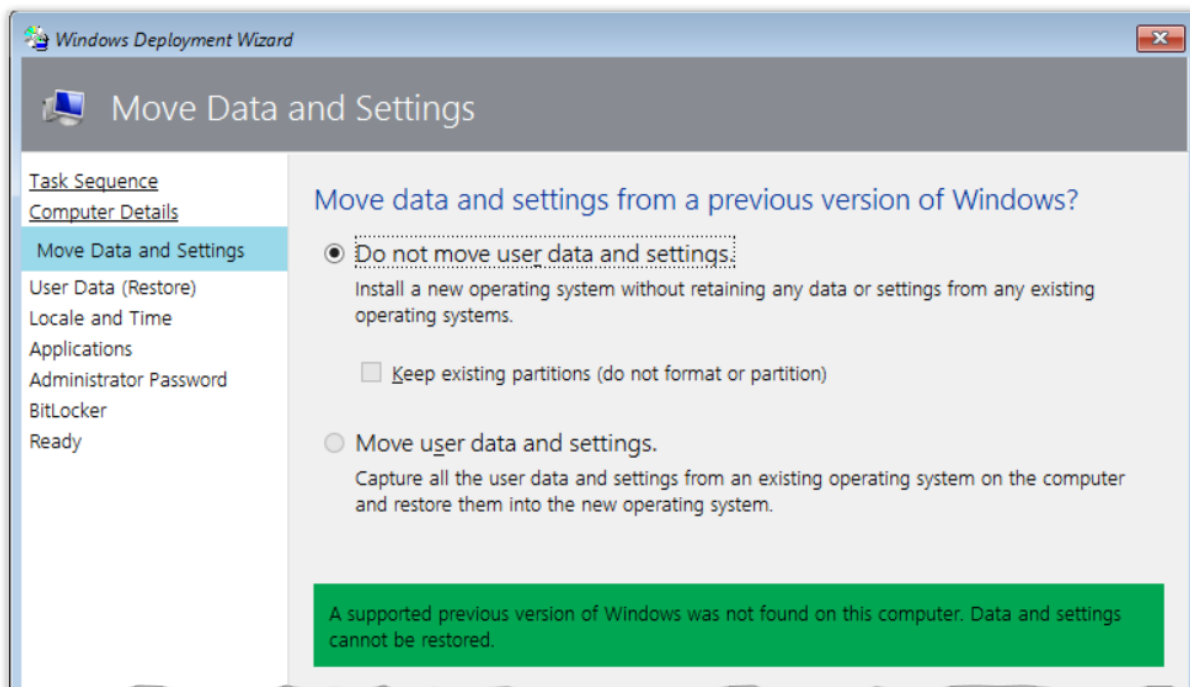 Windows Deployment Wizard
Move Data and Settings
Task Sequence
Computer Details
Move Data and Settings
User Data (Restore)
Locale and Time
Applications
Administrator Password
BitLocker
Ready
Move data and settings from a previous version of Windows?
Do not move user data and settings.
Install a new operating system without retaining any data or settings from any existing
operating systems.
Keep existing partitions (do not format or partition)
Move user data and settings.
Capture all the user data and settings from an existing operating system on the computer
and restore them into the new operating system.
A supported previous version of Windows was not found on this computer. Data and settings
cannot be restored.